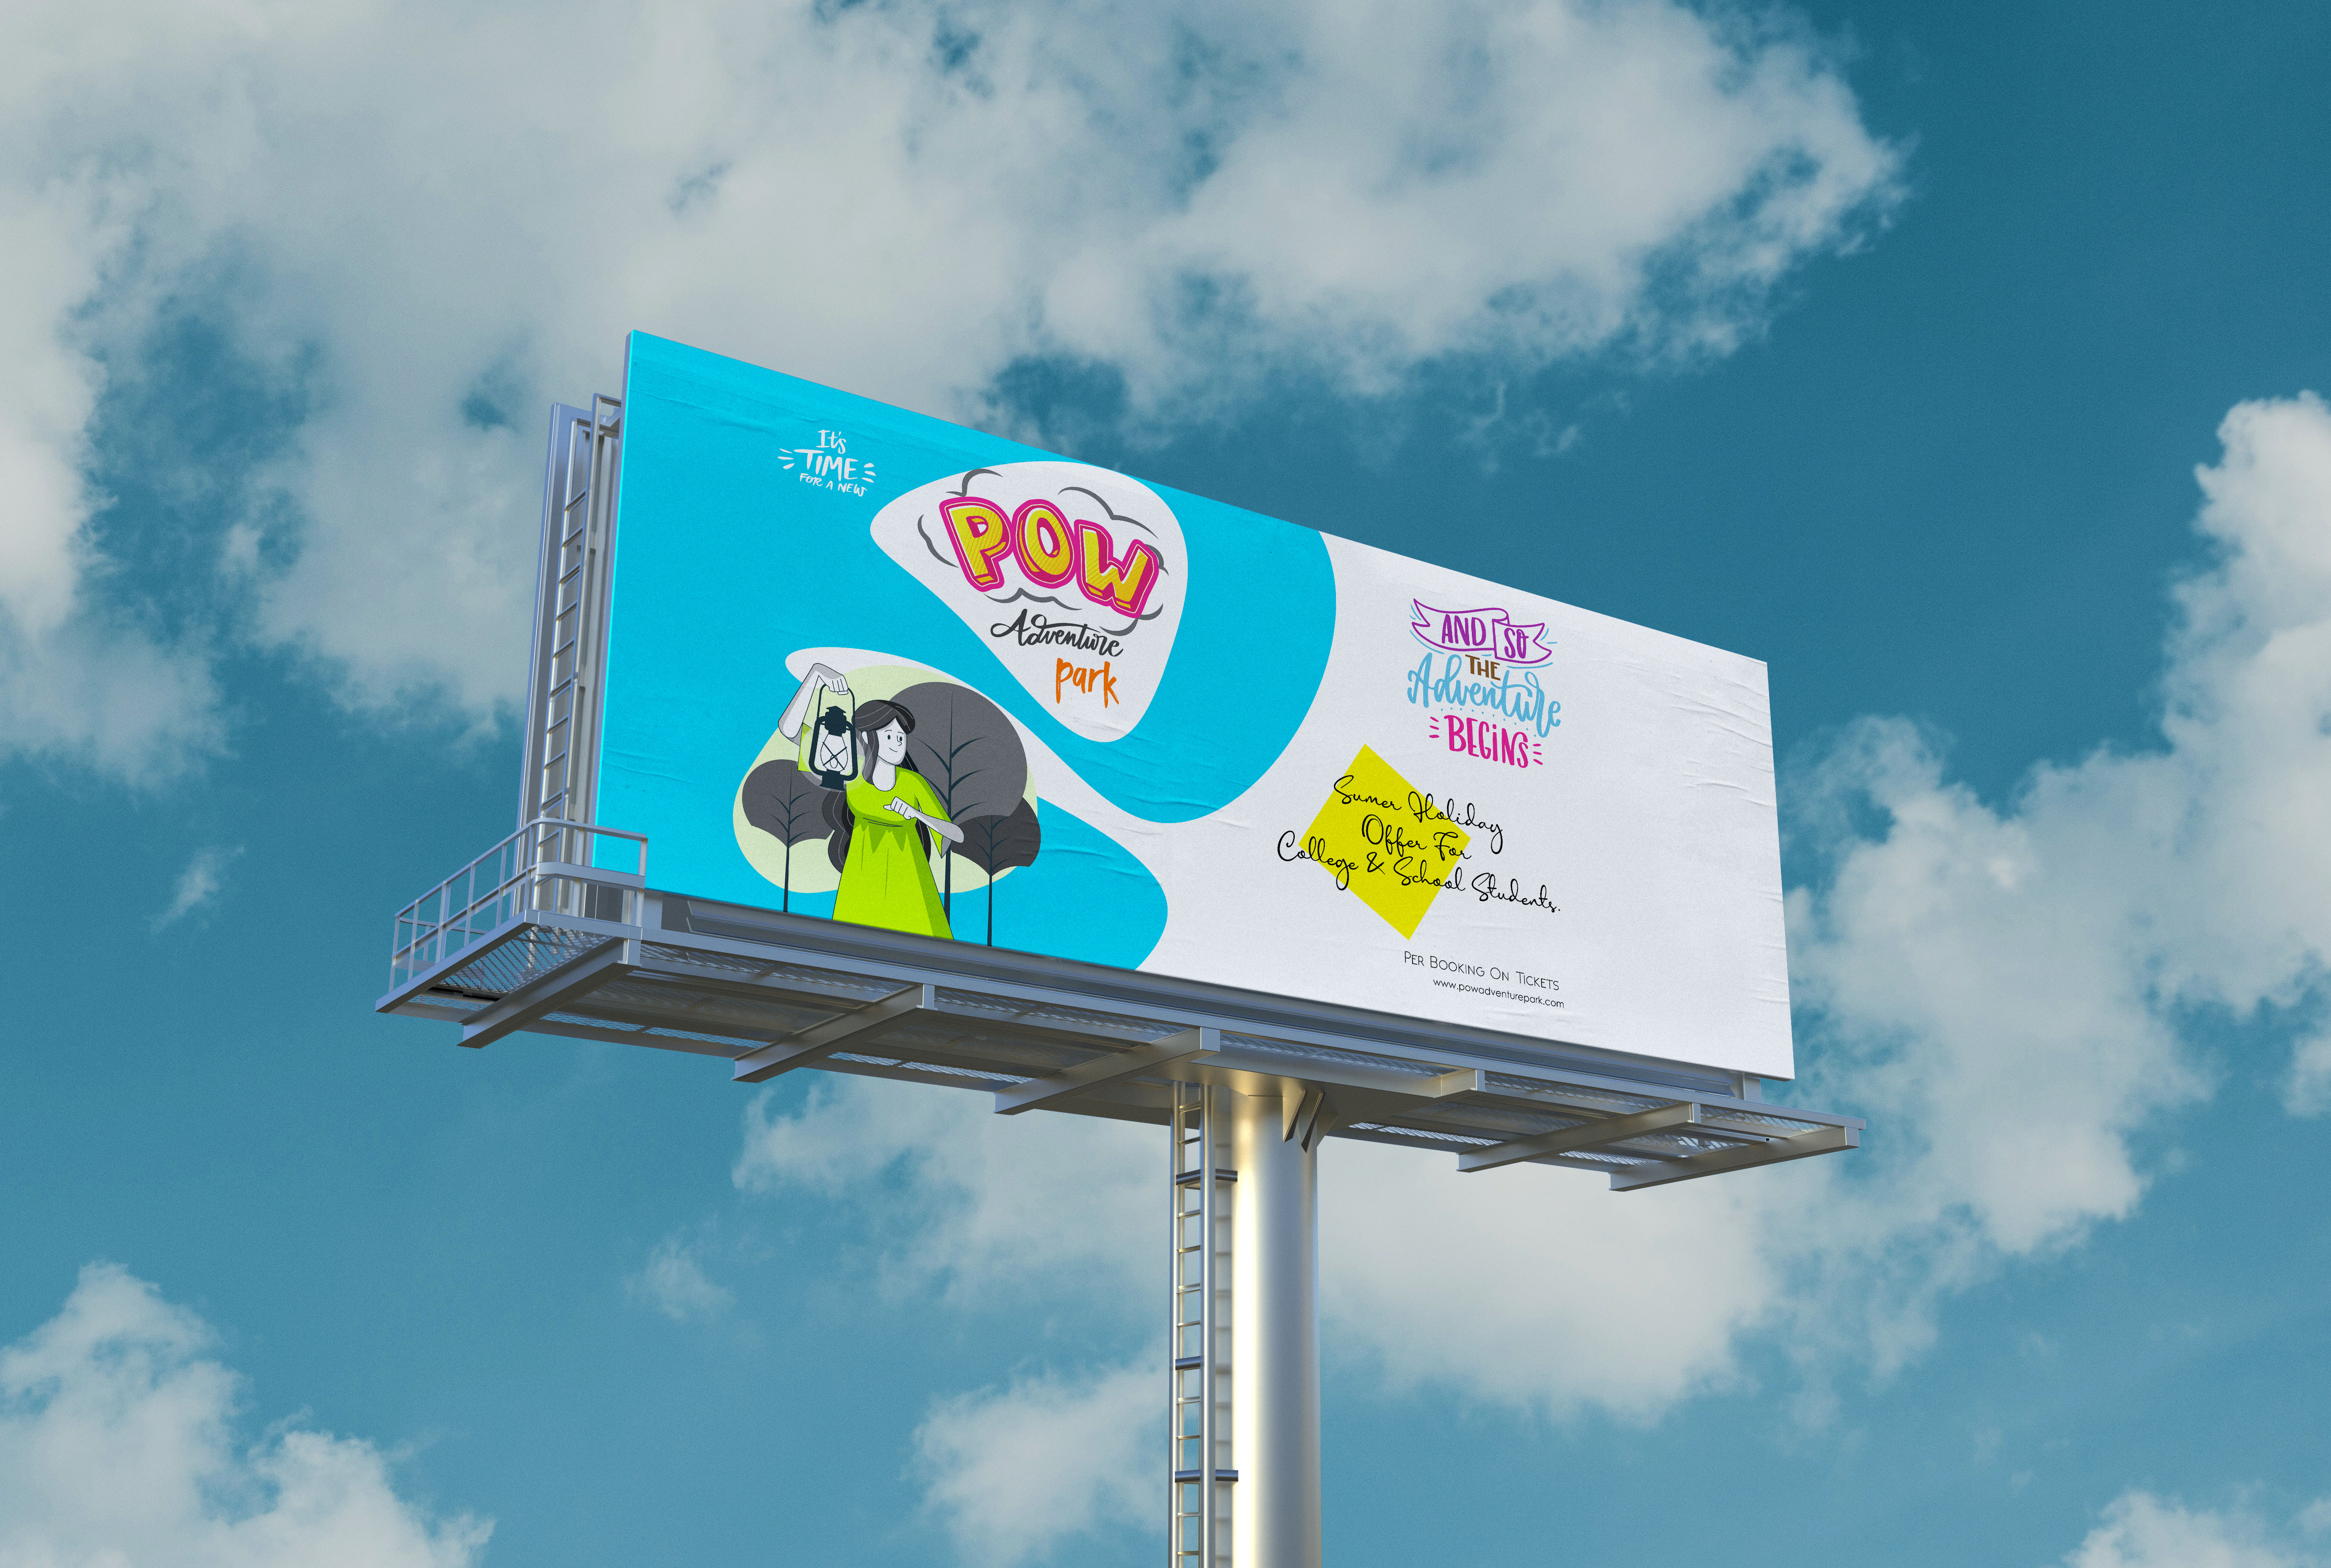 It's
TIME
FOR A NEW
POW
Adventure
park
AND SO
THE
Adventure
BEGINS
Sumer Holiday
Offer For
College & School Students.
PER BOOKING ON TICKETS
www.powadventurepark.com